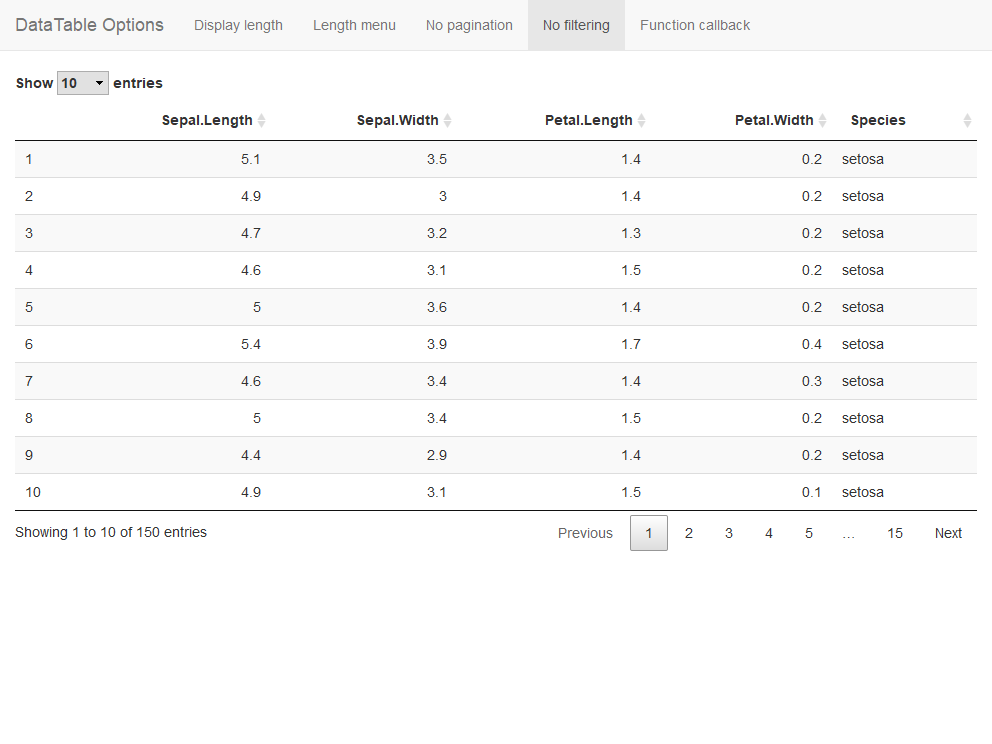 DataTable Options Display length Length menu No pagination No filtering Function callback
Show 10 entries
Sepal.Length Sepal.Width Petal.Length Petal.Width Species
1 5.1 3.5 1.4 0.2 setosa
2 4.9 3 1.4 0.2 setosa
3 4.7 3.2 1.3 0.2 setosa
4 4.6 3.1 1.5 0.2 setosa
5 5 3.6 1.4 0.2 setosa
6 5.4 3.9 1.7 0.4 setosa
7 4.6 3.4 1.4 0.3 setosa
8 5 3.4 1.5 0.2 setosa
9 4.4 2.9 1.4 0.2 setosa
10 4.9 3.1 1.5 0.1 setosa
Showing 1 to 10 of 150 entries Previous 1 2 3 4 5 … 15 Next